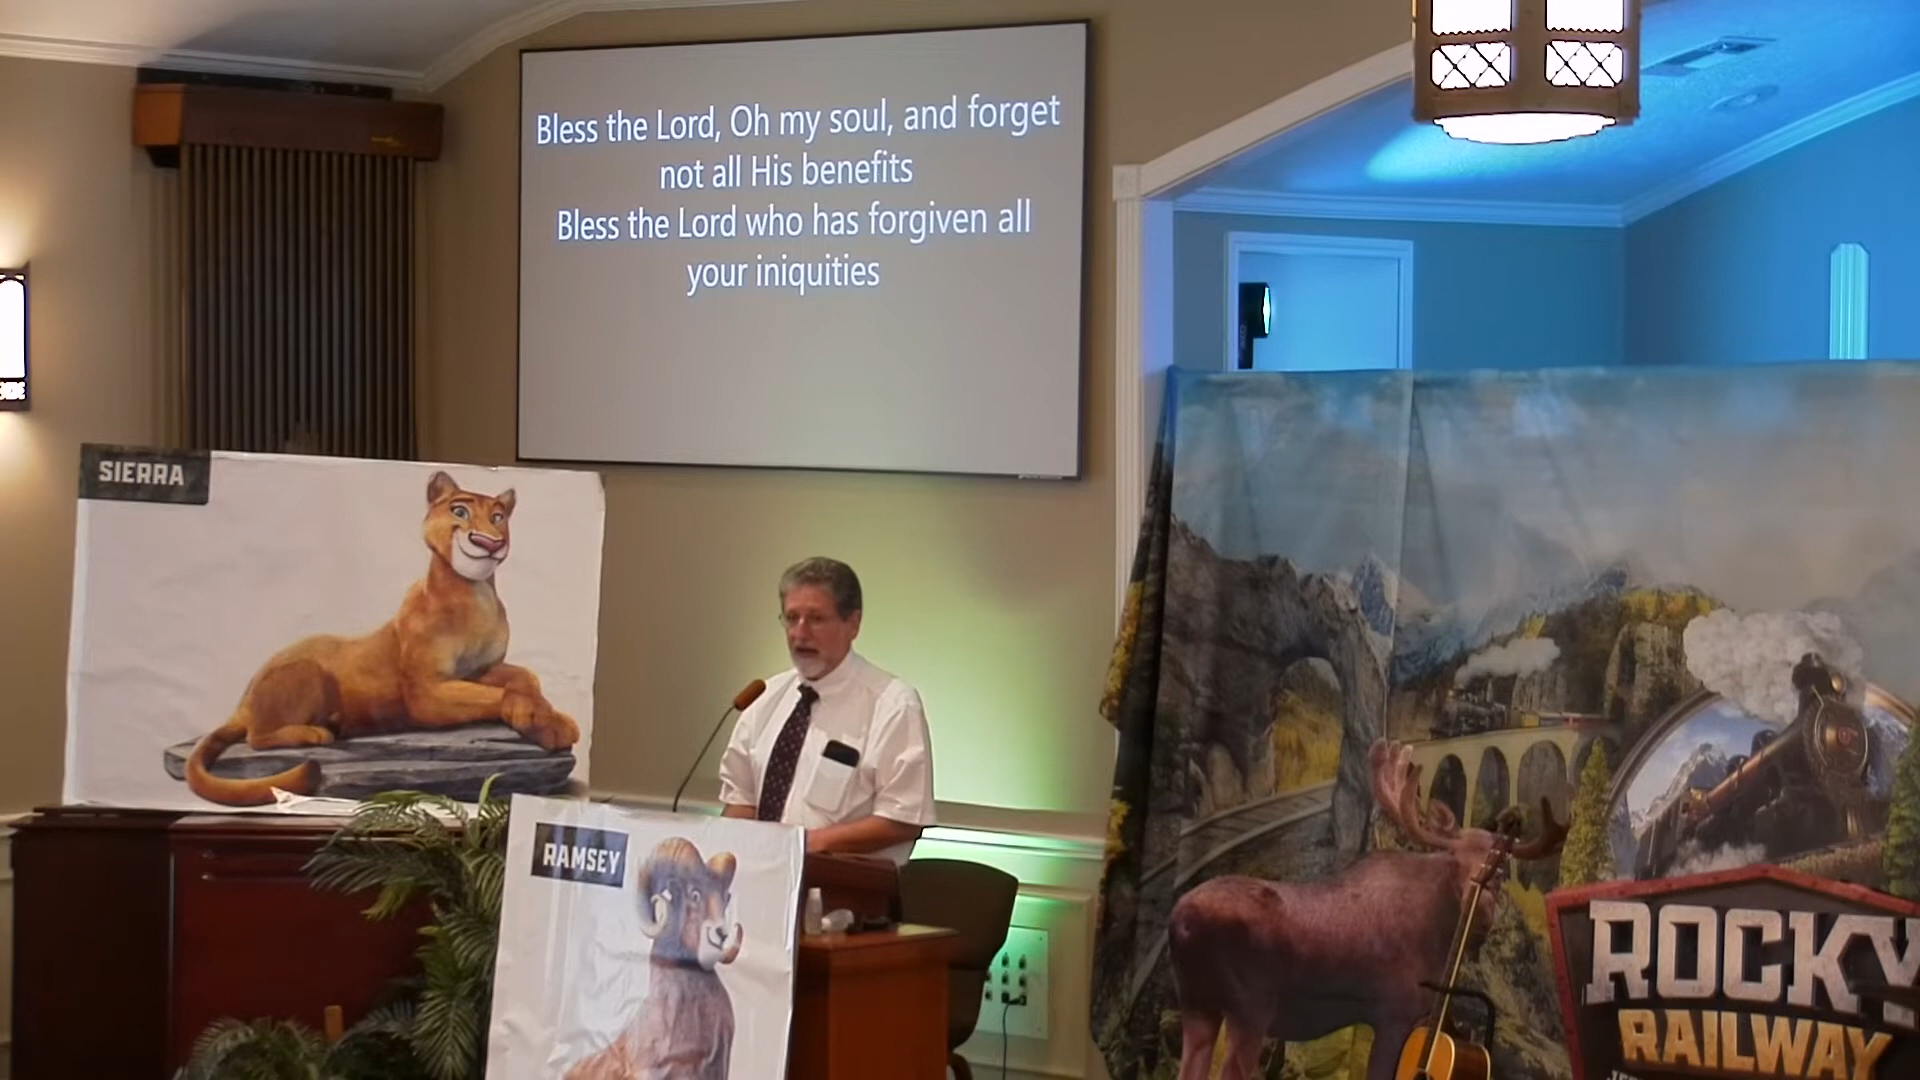 Bless the Lord, Oh my soul, and forget
not all His benefits
Bless the Lord who has forgiven all
your iniquities
SIERRA
RAMSEY
ROCKY
RAILWAY